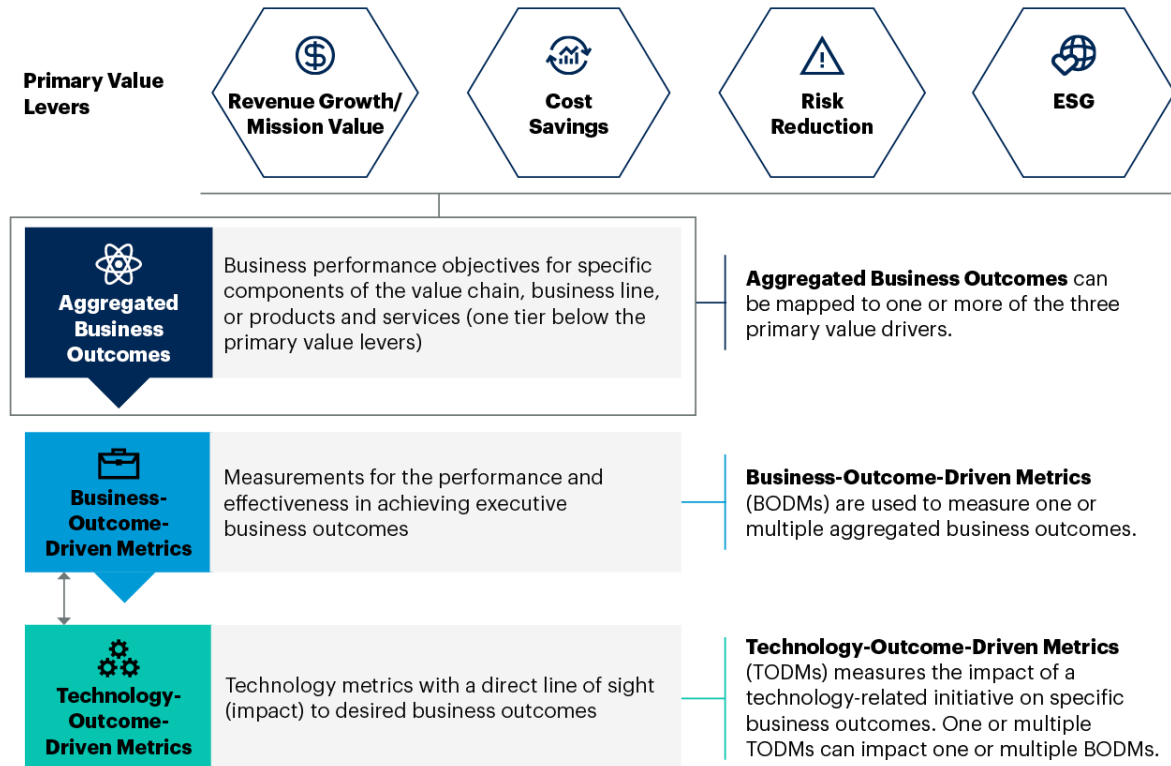 Primary Value
Levers
Revenue Growth/
Mission Value
Cost
Savings
Risk
Reduction
ESG
Aggregated
Business
Outcomes
Business performance objectives for specific
components of the value chain, business line,
or products and services (one tier below the
primary value levers)
Aggregated Business Outcomes can
be mapped to one or more of the three
primary value drivers.
Business-
Outcome-
Driven Metrics
Measurements for the performance and
effectiveness in achieving executive
business outcomes
Business-Outcome-Driven Metrics
(BODMs) are used to measure one or
multiple aggregated business outcomes.
Technology-
Outcome-
Driven Metrics
Technology metrics with a direct line of sight
(impact) to desired business outcomes
Technology-Outcome-Driven Metrics
(TODMs) measures the impact of a
technology-related initiative on specific
business outcomes. One or multiple
TODMs can impact one or multiple BODMs.